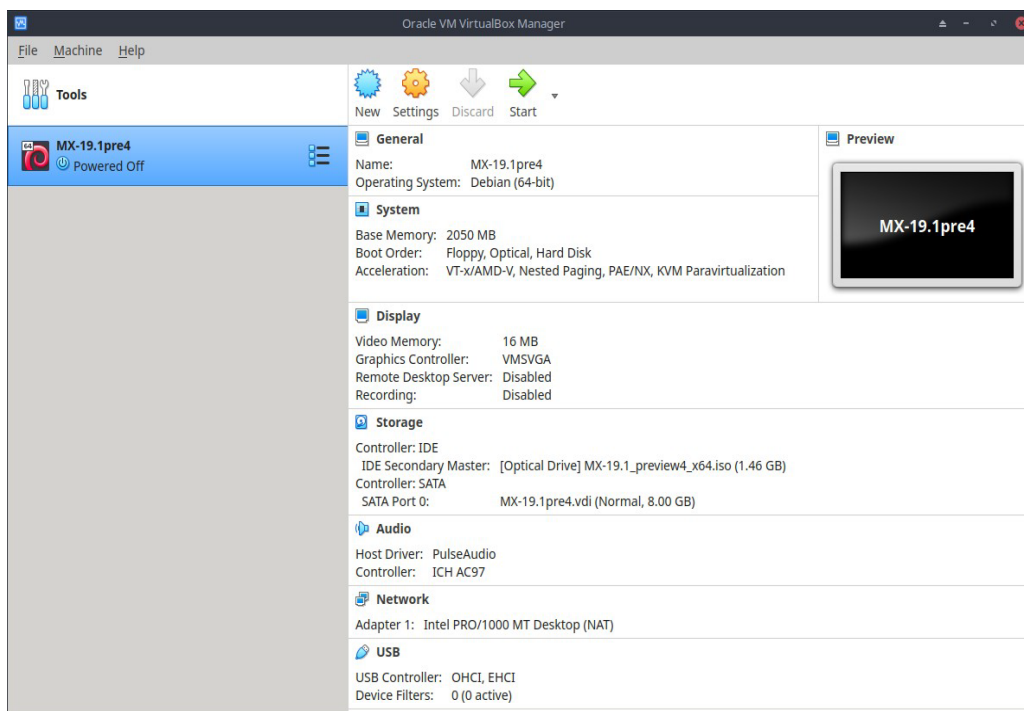 Oracle VM VirtualBox Manager
File Machine Help
Tools
New Settings Discard Start
64
MX-19.1pre4
Powered Off
General
Name: MX-19.1pre4
Operating System: Debian (64-bit)
Preview
MX-19.1pre4
System
Base Memory: 2050 MB
Boot Order: Floppy, Optical, Hard Disk
Acceleration: VT-x/AMD-V, Nested Paging, PAE/NX, KVM Paravirtualization
Display
Video Memory: 16 MB
Graphics Controller: VMSVGA
Remote Desktop Server: Disabled
Recording: Disabled
Storage
Controller: IDE
IDE Secondary Master: [Optical Drive] MX-19.1_preview4_x64.iso (1.46 GB)
Controller: SATA
SATA Port 0: MX-19.1pre4.vdi (Normal, 8.00 GB)
Audio
Host Driver: PulseAudio
Controller: ICH AC97
Network
Adapter 1: Intel PRO/1000 MT Desktop (NAT)
USB
USB Controller: OHCI, EHCI
Device Filters: 0 (0 active)